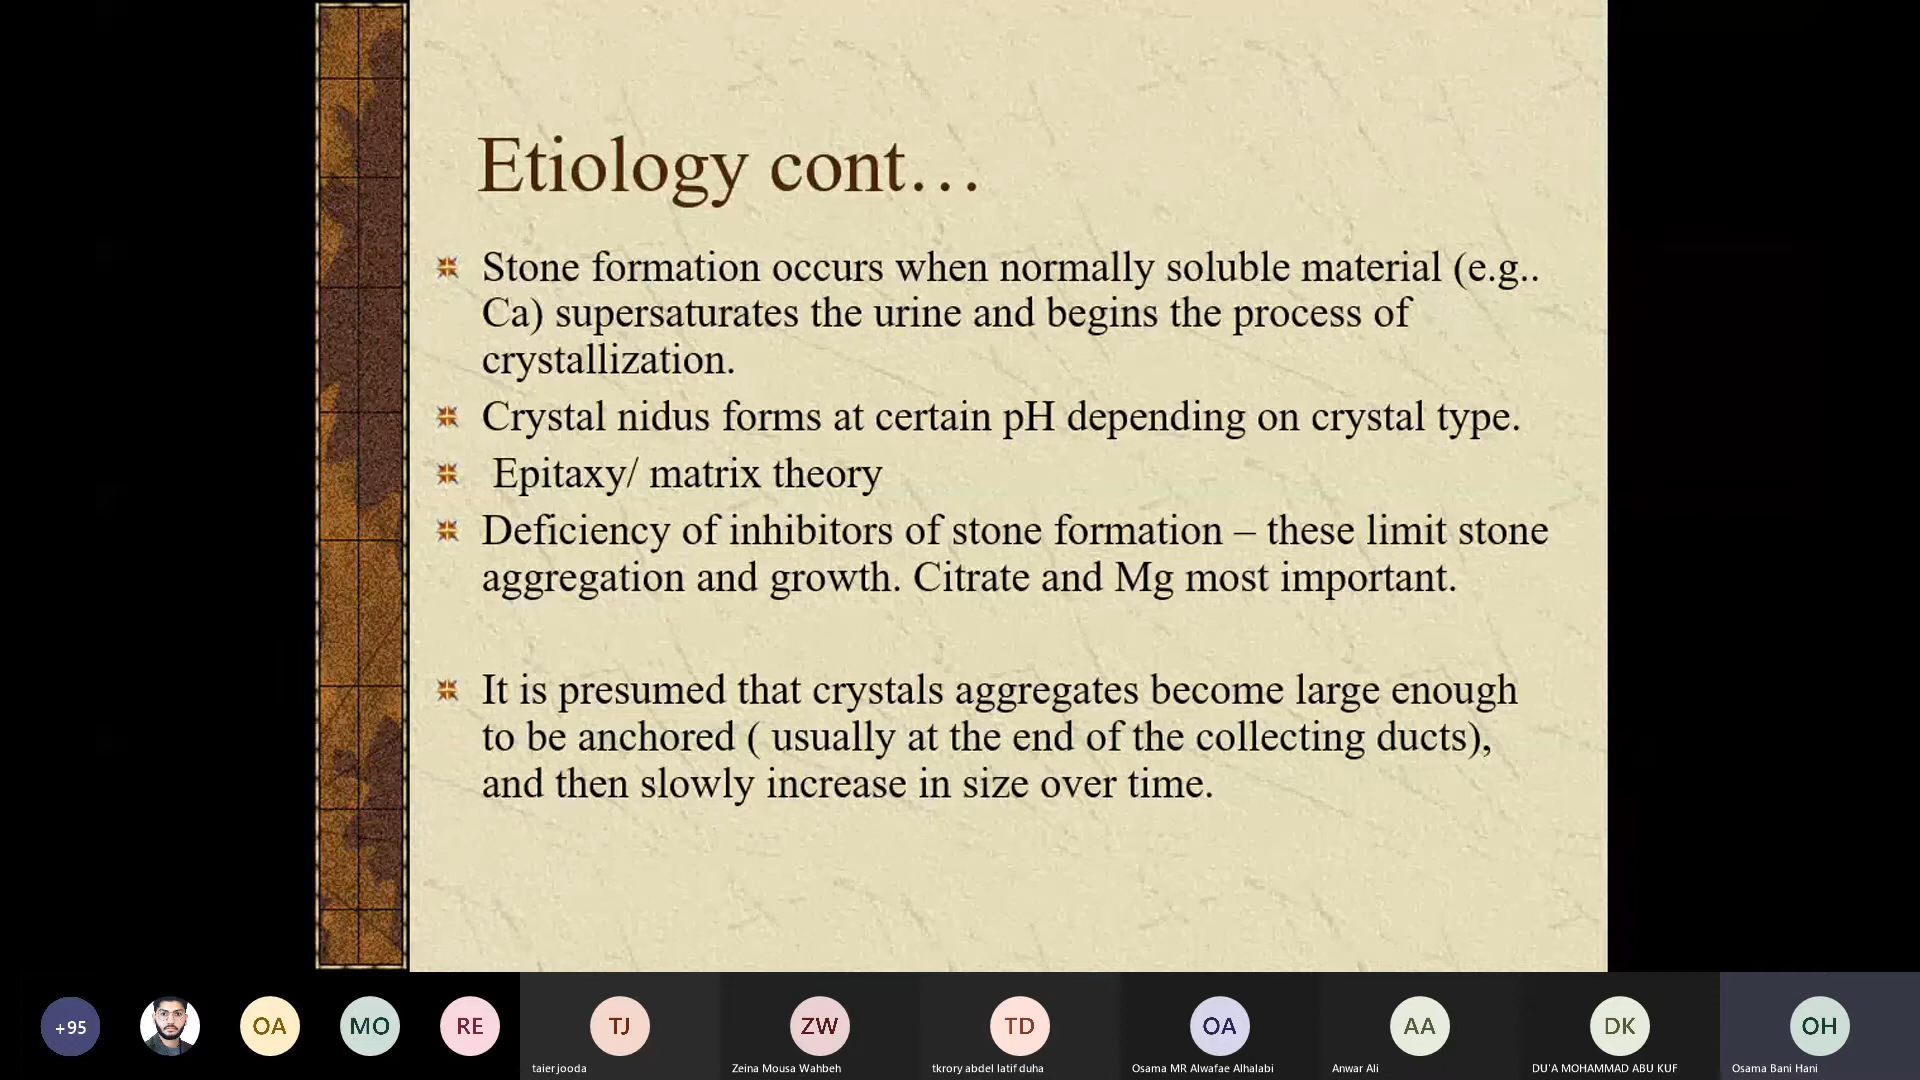 Etiology cont…
Stone formation occurs when normally soluble material (e.g..
Ca) supersaturates the urine and begins the process of
crystallization.
Crystal nidus forms at certain pH depending on crystal type.
Epitaxy/ matrix theory
Deficiency of inhibitors of stone formation – these limit stone
aggregation and growth. Citrate and Mg most important.
It is presumed that crystals aggregates become large enough
to be anchored ( usually at the end of the collecting ducts),
and then slowly increase in size over time.
+95
OA
MO
RE
TJ
taier jooda
ZW
Zeina Mousa Wahbeh
TD
tkrory abdel latif duha
OA
Osama MR Alwafae Alhalabi
AA
Anwar Ali
DK
DU'A MOHAMMAD ABU KUF
OH
Osama Bani Hani